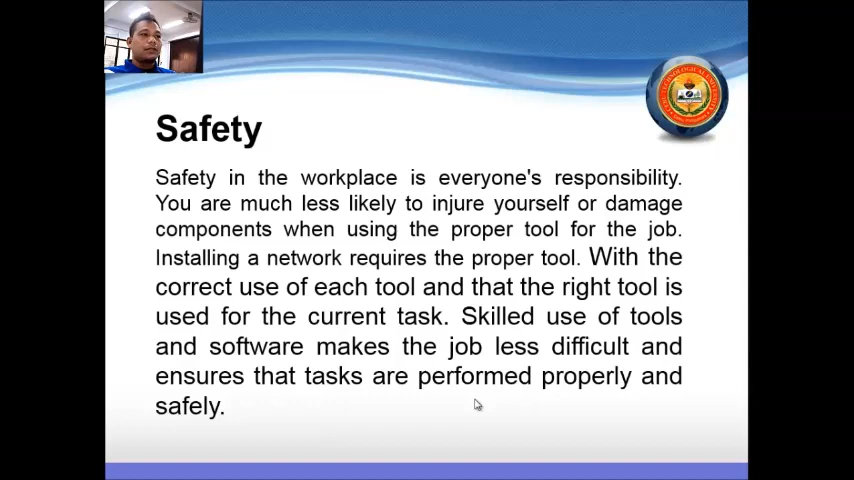 Safety
Safety in the workplace is everyone's responsibility.
You are much less likely to injure yourself or damage
components when using the proper tool for the job.
Installing a network requires the proper tool. With the
correct use of each tool and that the right tool is
used for the current task. Skilled use of tools
and software makes the job less difficult and
ensures that tasks are performed properly and
safely.
TECHNOLOGICAL UNIVERSITY